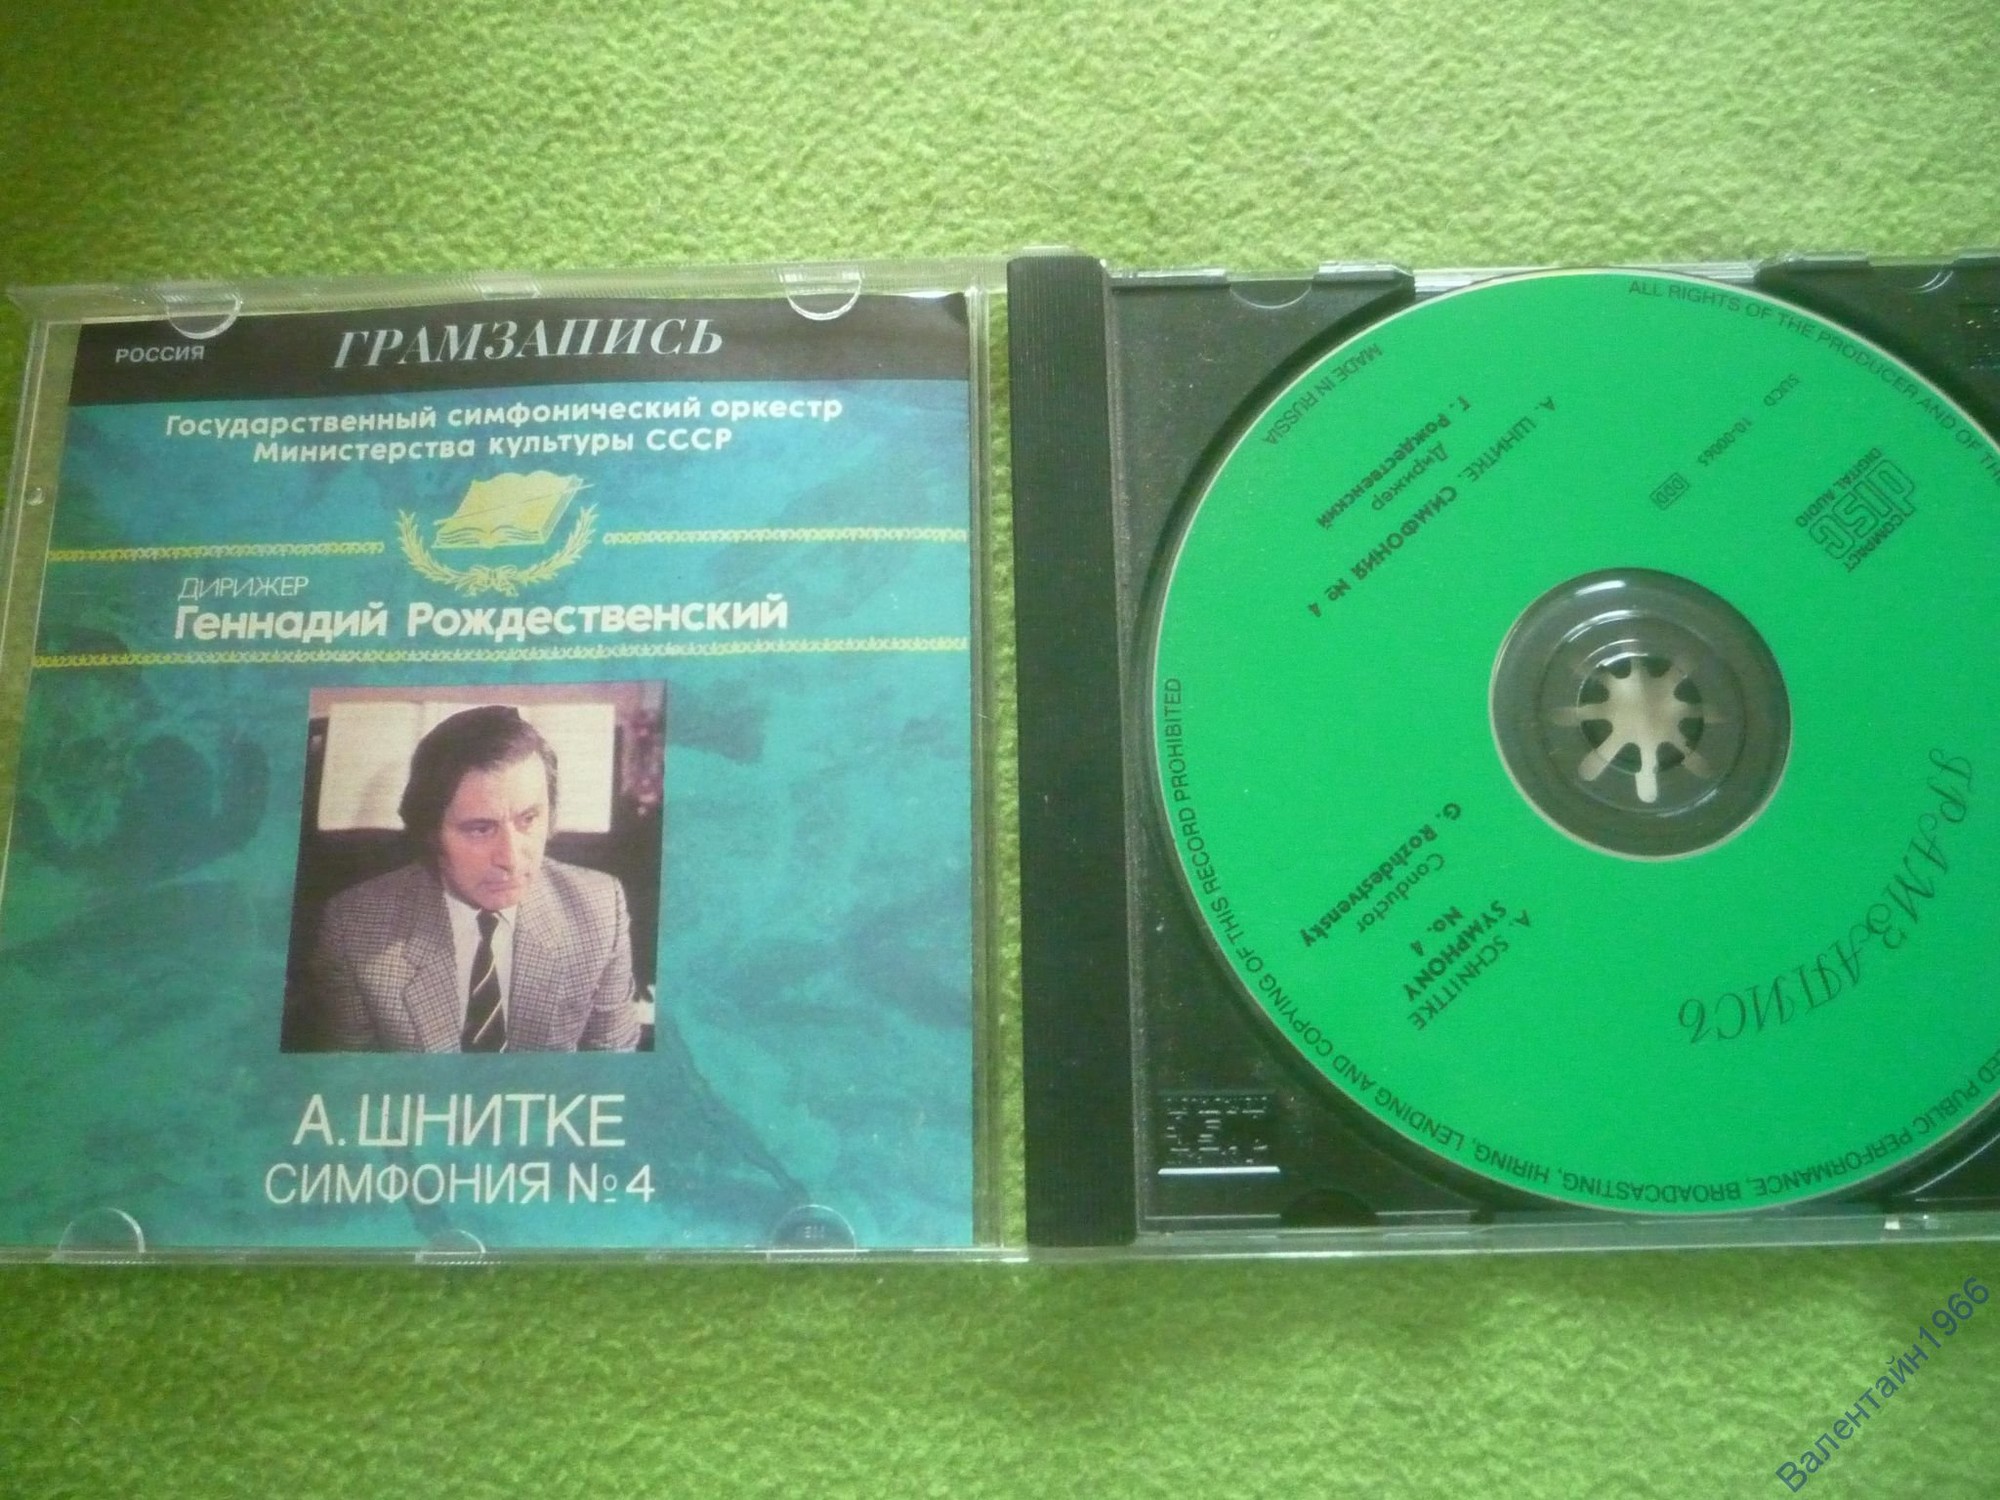 РОССИЯ
ГРАМЗАПИСЬ
Государственный симфонический оркестр
Министерства культуры СССР
ДИРИЖЕР
Геннадий Рождественский
А. ШНИТКЕ
СИМФОНИЯ №4
ГРАМЗАПИСЬ
COMPACT
disc
DIGITAL AUDIO
SUCD 10-00065
DDD
А. ШНИТКЕ. СИМФОНИЯ № 4
Дирижер
Г. Рождественский
A. SCHNITTKE
SYMPHONY
No. 4
Conductor
G. Rozhdestvensky
MADE IN RUSSIA
ALL RIGHTS OF THE PRODUCER AND OF THE
PUBLIC PERFORMANCE, BROADCASTING, HIRING, LENDING AND COPYING OF THIS RECORD PROHIBITED
Валентайн1966